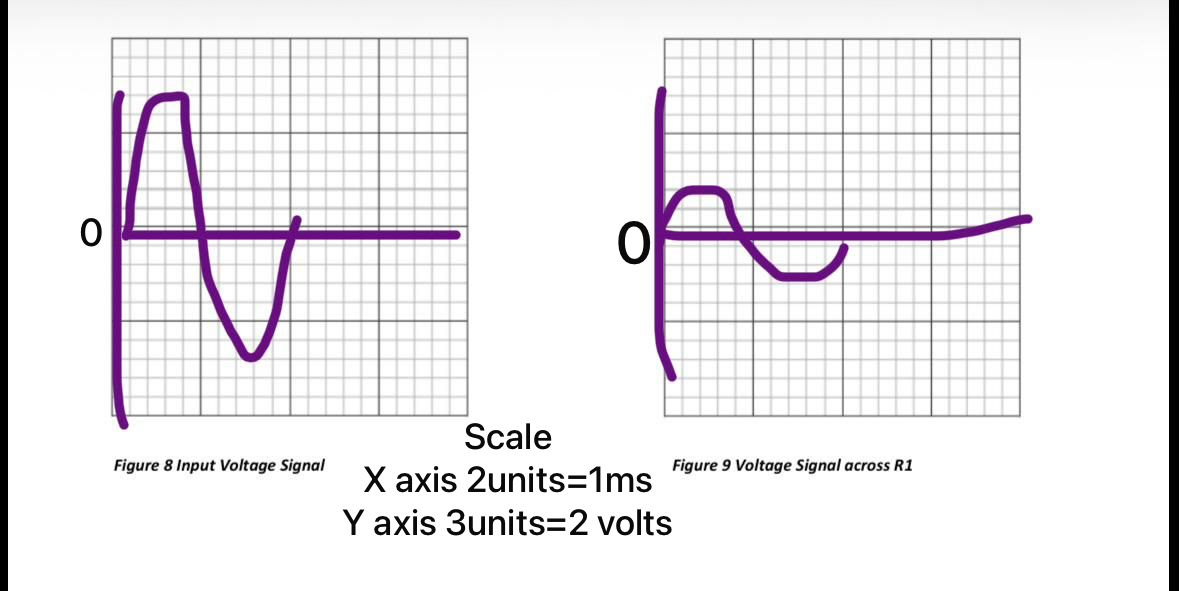 0
0
Scale
Figure 8 Input Voltage Signal
Figure 9 Voltage Signal across R1
X axis 2units=1ms
Y axis 3units=2 volts